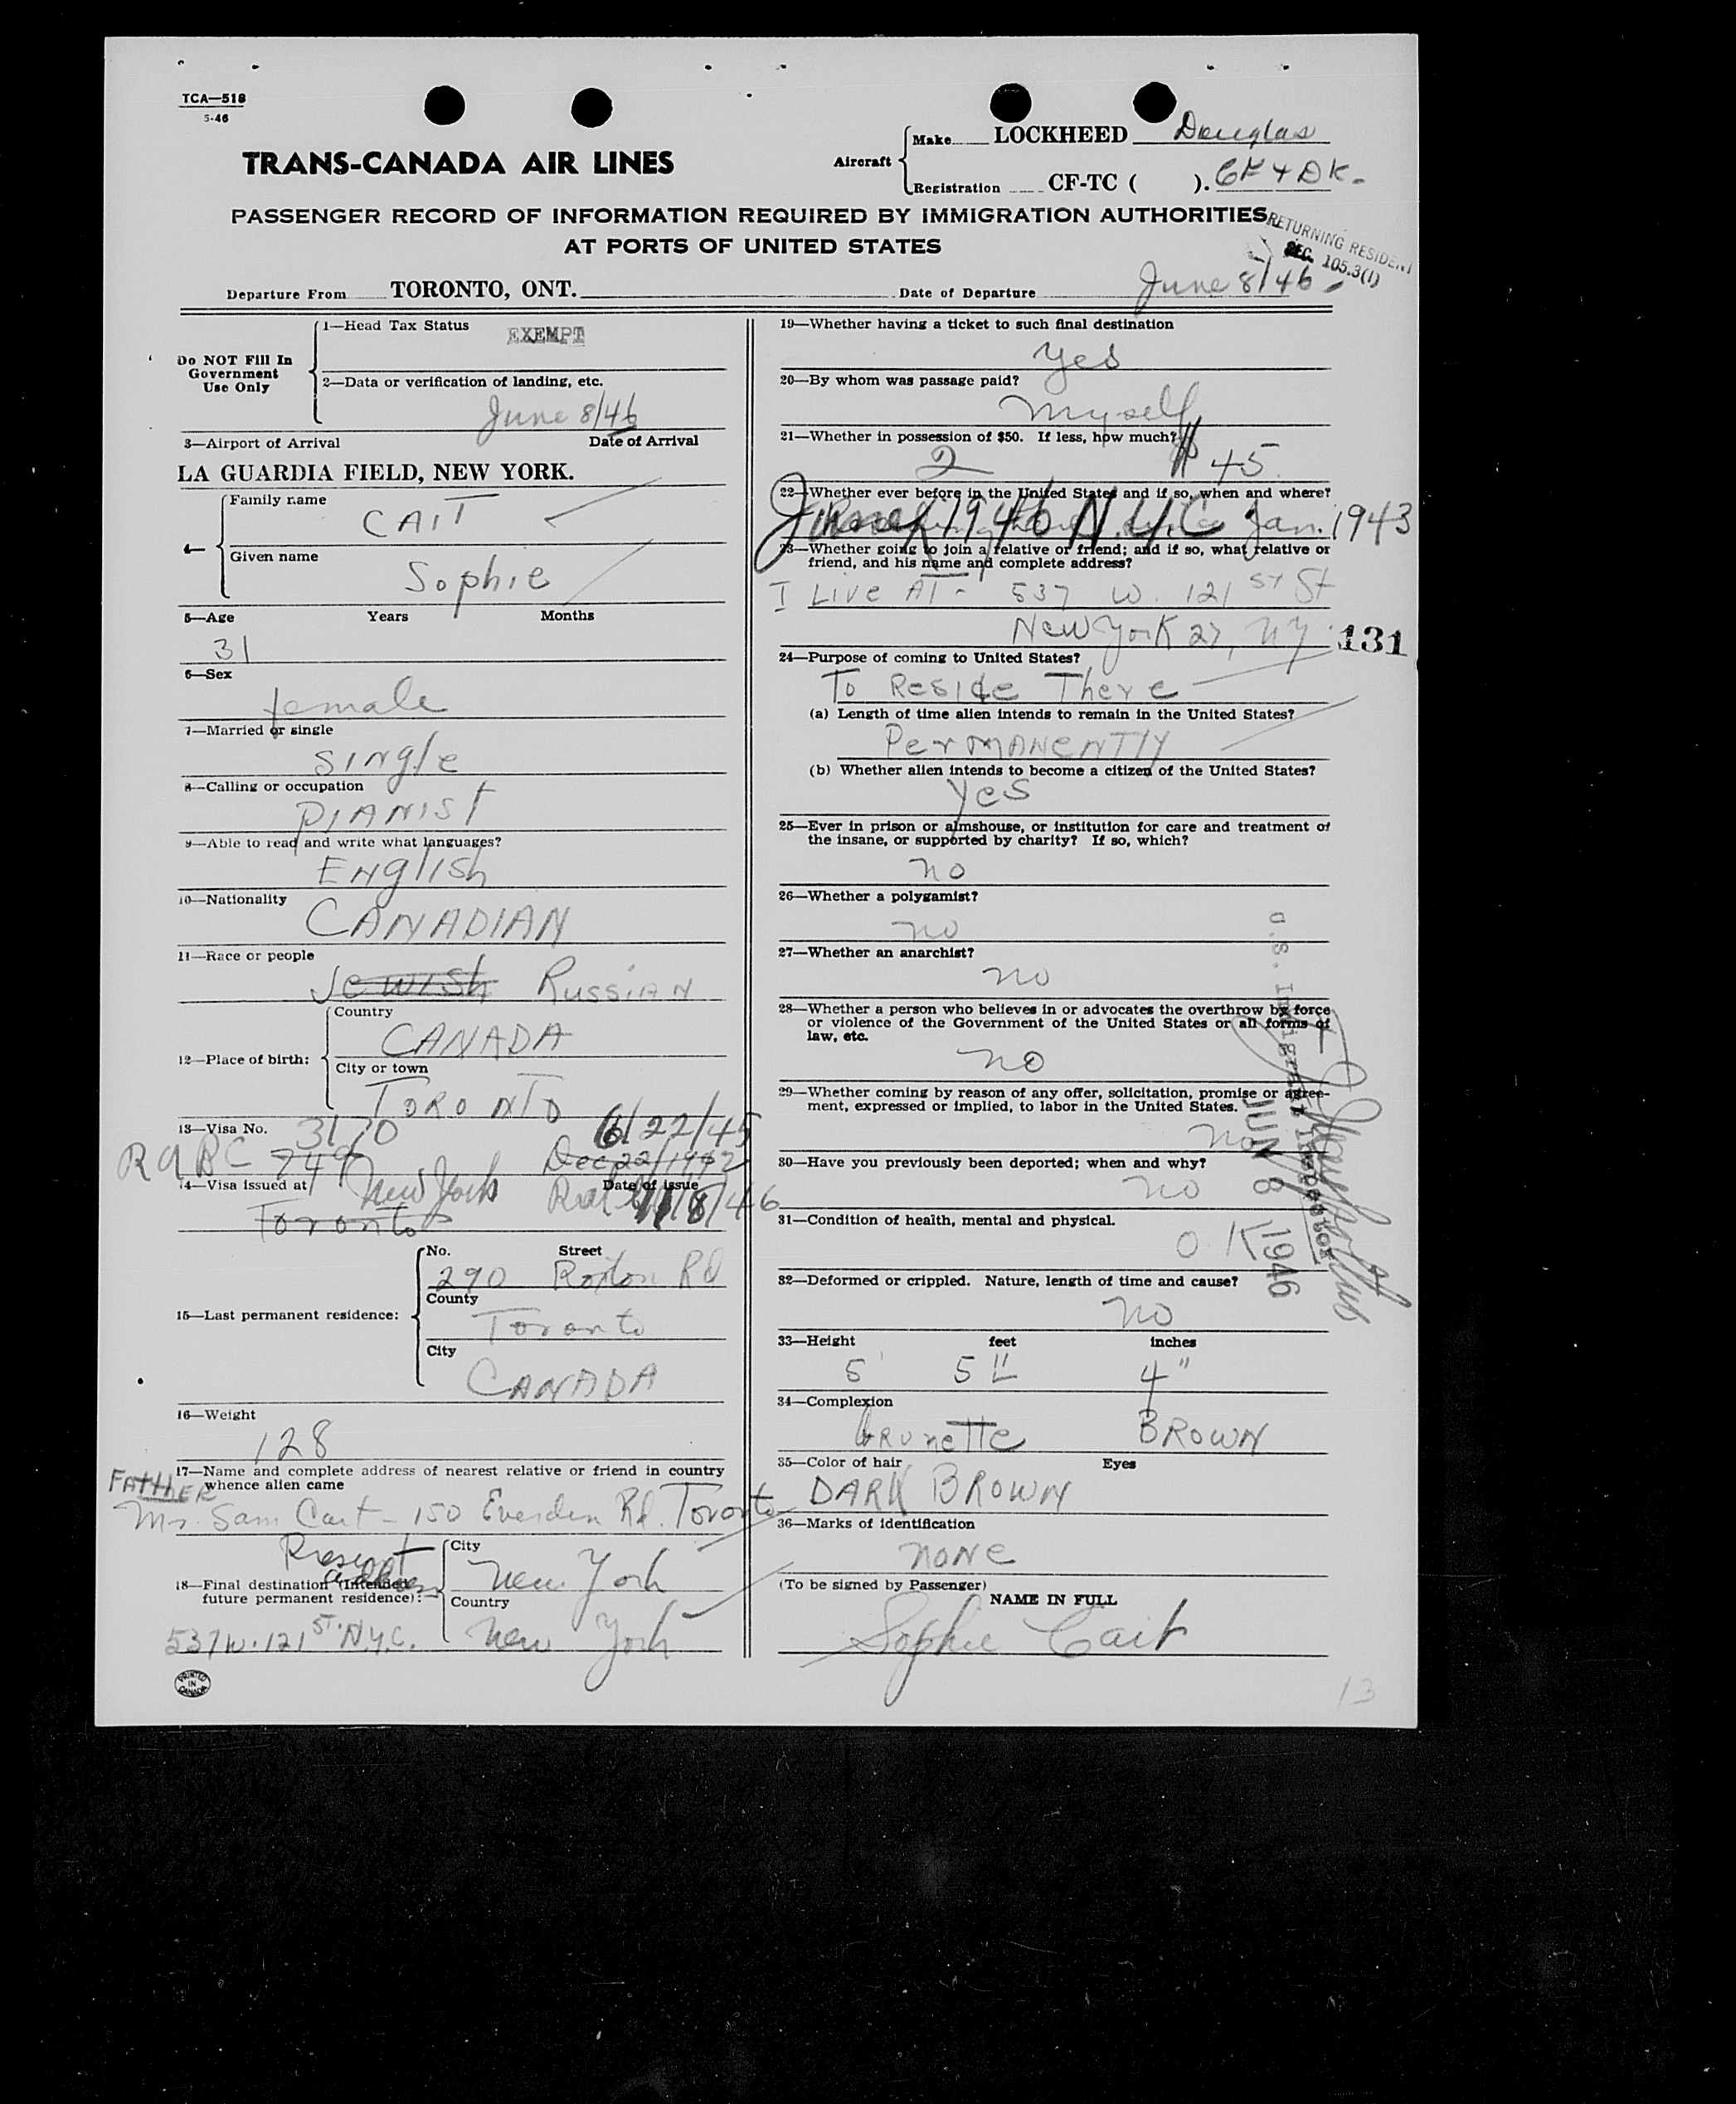 TCA—518
5-46
TRANS-CANADA AIR LINES
Aircraft
Make LOCKHEED Douglas
Registration CF-TC ( ).
PASSENGER RECORD OF INFORMATION REQUIRED BY IMMIGRATION AUTHORITIES
AT PORTS OF UNITED STATES
RETURNING RESIDENT
SEC. 105.3(1)
Departure From TORONTO, ONT. Date of Departure June 8/46
Do NOT Fill In
Government
Use Only
1—Head Tax Status EXEMPT
2—Data or verification of landing, etc.
June 8/46
3—Airport of Arrival Date of Arrival
LA GUARDIA FIELD, NEW YORK.
4—
Family name
CAIT
Given name
Sophie
5—Age Years Months
31
6—Sex
female
7—Married or single
single
8—Calling or occupation
PIANIST
9—Able to read and write what languages?
English
10—Nationality
CANADIAN
11—Race or people
Jewish Russian
12—Place of birth:
Country
CANADA
City or town
TORONTO
13—Visa No. 3170 6/22/45
749 Dec 22/1942
14—Visa issued at New York Date of issue
Toronto
15—Last permanent residence:
No. Street
290 Roxton Rd
County
Toronto
City
CANADA
16—Weight
128
17—Name and complete address of nearest relative or friend in country
whence alien came
FATHER
Mr. Sam Cait - 150 Rd. Toronto
Present
address
18—Final destination (Intended
future permanent residence):
City
New York
Country
New York
537 W. 121 ST. N.Y.C.
PRINTED
IN
CANADA
19—Whether having a ticket to such final destination
yes
20—By whom was passage paid?
Myself
21—Whether in possession of $50. If less, how much?
$45
22—Whether ever before in the United States and if so, when and where?
June 1946 N.Y.C. Jan. 1943
23—Whether going to join a relative or friend; and if so, what relative or
friend, and his name and complete address?
I Live AT - 537 W. 121 ST St
New York 27, NY
131
24—Purpose of coming to United States?
To Reside There
(a) Length of time alien intends to remain in the United States?
PERMANENTLY
(b) Whether alien intends to become a citizen of the United States?
yes
25—Ever in prison or almshouse, or institution for care and treatment of
the insane, or supported by charity? If so, which?
no
26—Whether a polygamist?
no
27—Whether an anarchist?
no
28—Whether a person who believes in or advocates the overthrow by force
or violence of the Government of the United States or all forms of
law, etc.
no
29—Whether coming by reason of any offer, solicitation, promise or agree-
ment, expressed or implied, to labor in the United States.
no
30—Have you previously been deported; when and why?
no
31—Condition of health, mental and physical.
O.K
32—Deformed or crippled. Nature, length of time and cause?
no
33—Height feet inches
5' 5" 4"
34—Complexion
brunette BROWN
35—Color of hair Eyes
DARK BROWN
36—Marks of identification
none
(To be signed by Passenger)
NAME IN FULL
Sophie Cait
U.S. Immigrant Inspector
JUN 8 1946
13